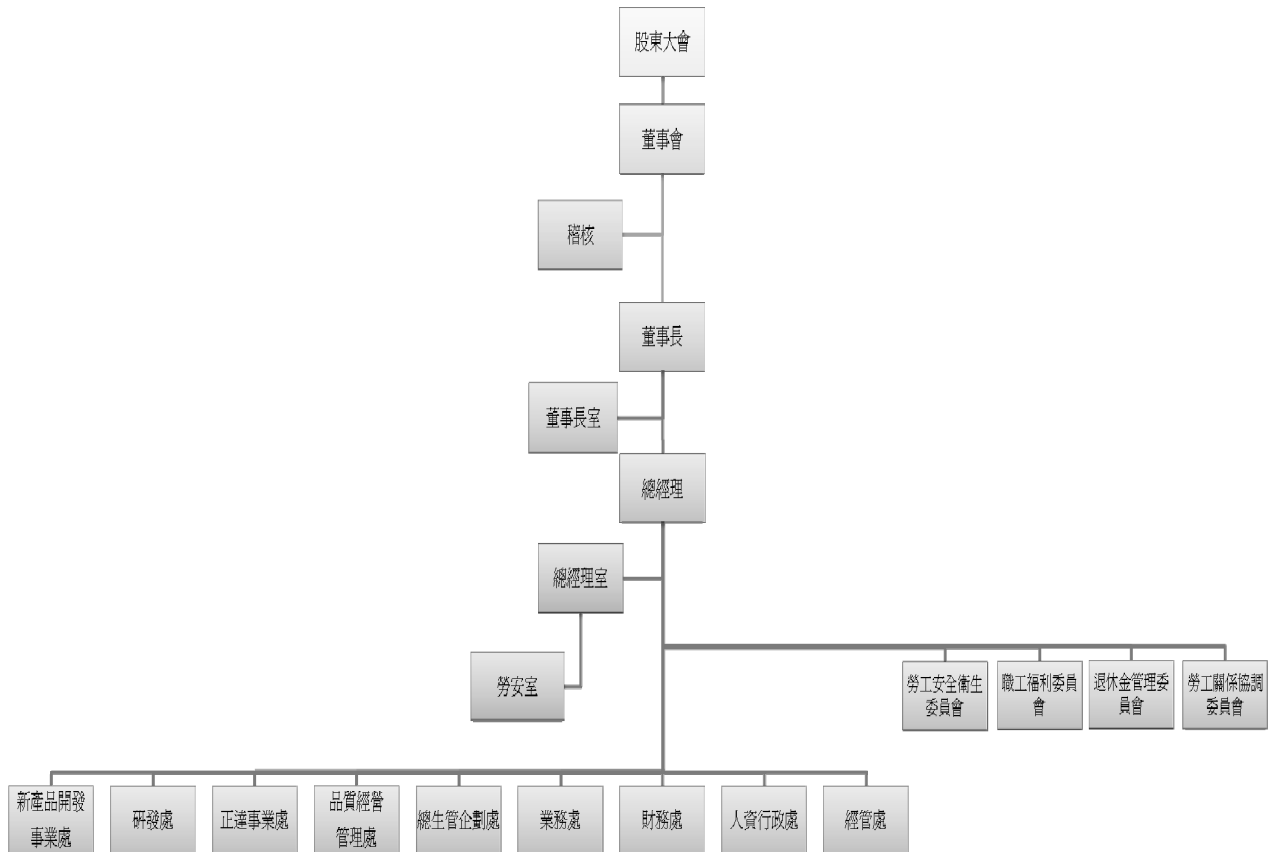 股東大會
董事會
稽核
董事長
董事長室
總經理
總經理室
勞安室
勞工安全衛生
委員會
職工福利委員
會
退休金管理委
員會
勞工關係協調
委員會
新產品開發
事業處
研發處
正達事業處
品質經營
管理處
總生管企劃處
業務處
財務處
人資行政處
經管處